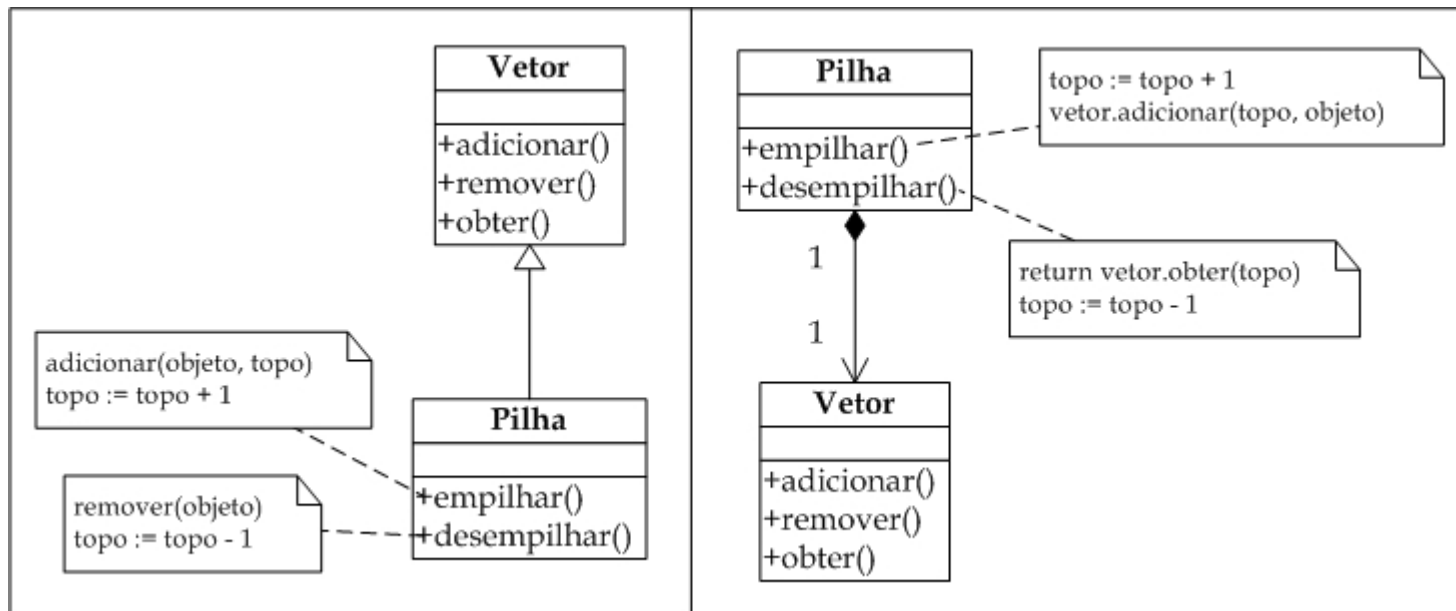 Vetor
+adicionar()
+remover()
+obter()
adicionar(objeto, topo)
topo := topo + 1
remover(objeto)
topo := topo - 1
Pilha
+empilhar()
+desempilhar()
Pilha
+empilhar()
+desempilhar()
topo := topo + 1
vetor.adicionar(topo, objeto)
return vetor.obter(topo)
topo := topo - 1
1
1
Vetor
+adicionar()
+remover()
+obter()